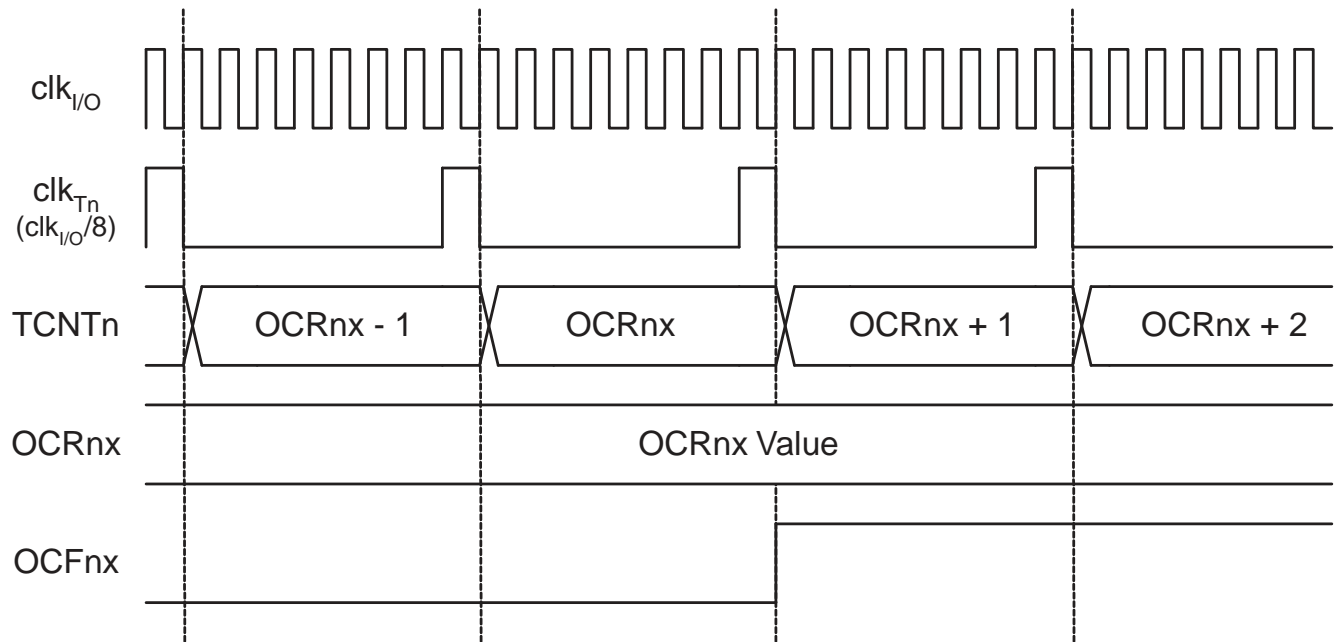 clkI/O
clkTn
(clkI/O/8)
TCNTn
OCRnx - 1
OCRnx
OCRnx + 1
OCRnx + 2
OCRnx
OCRnx Value
OCFnx